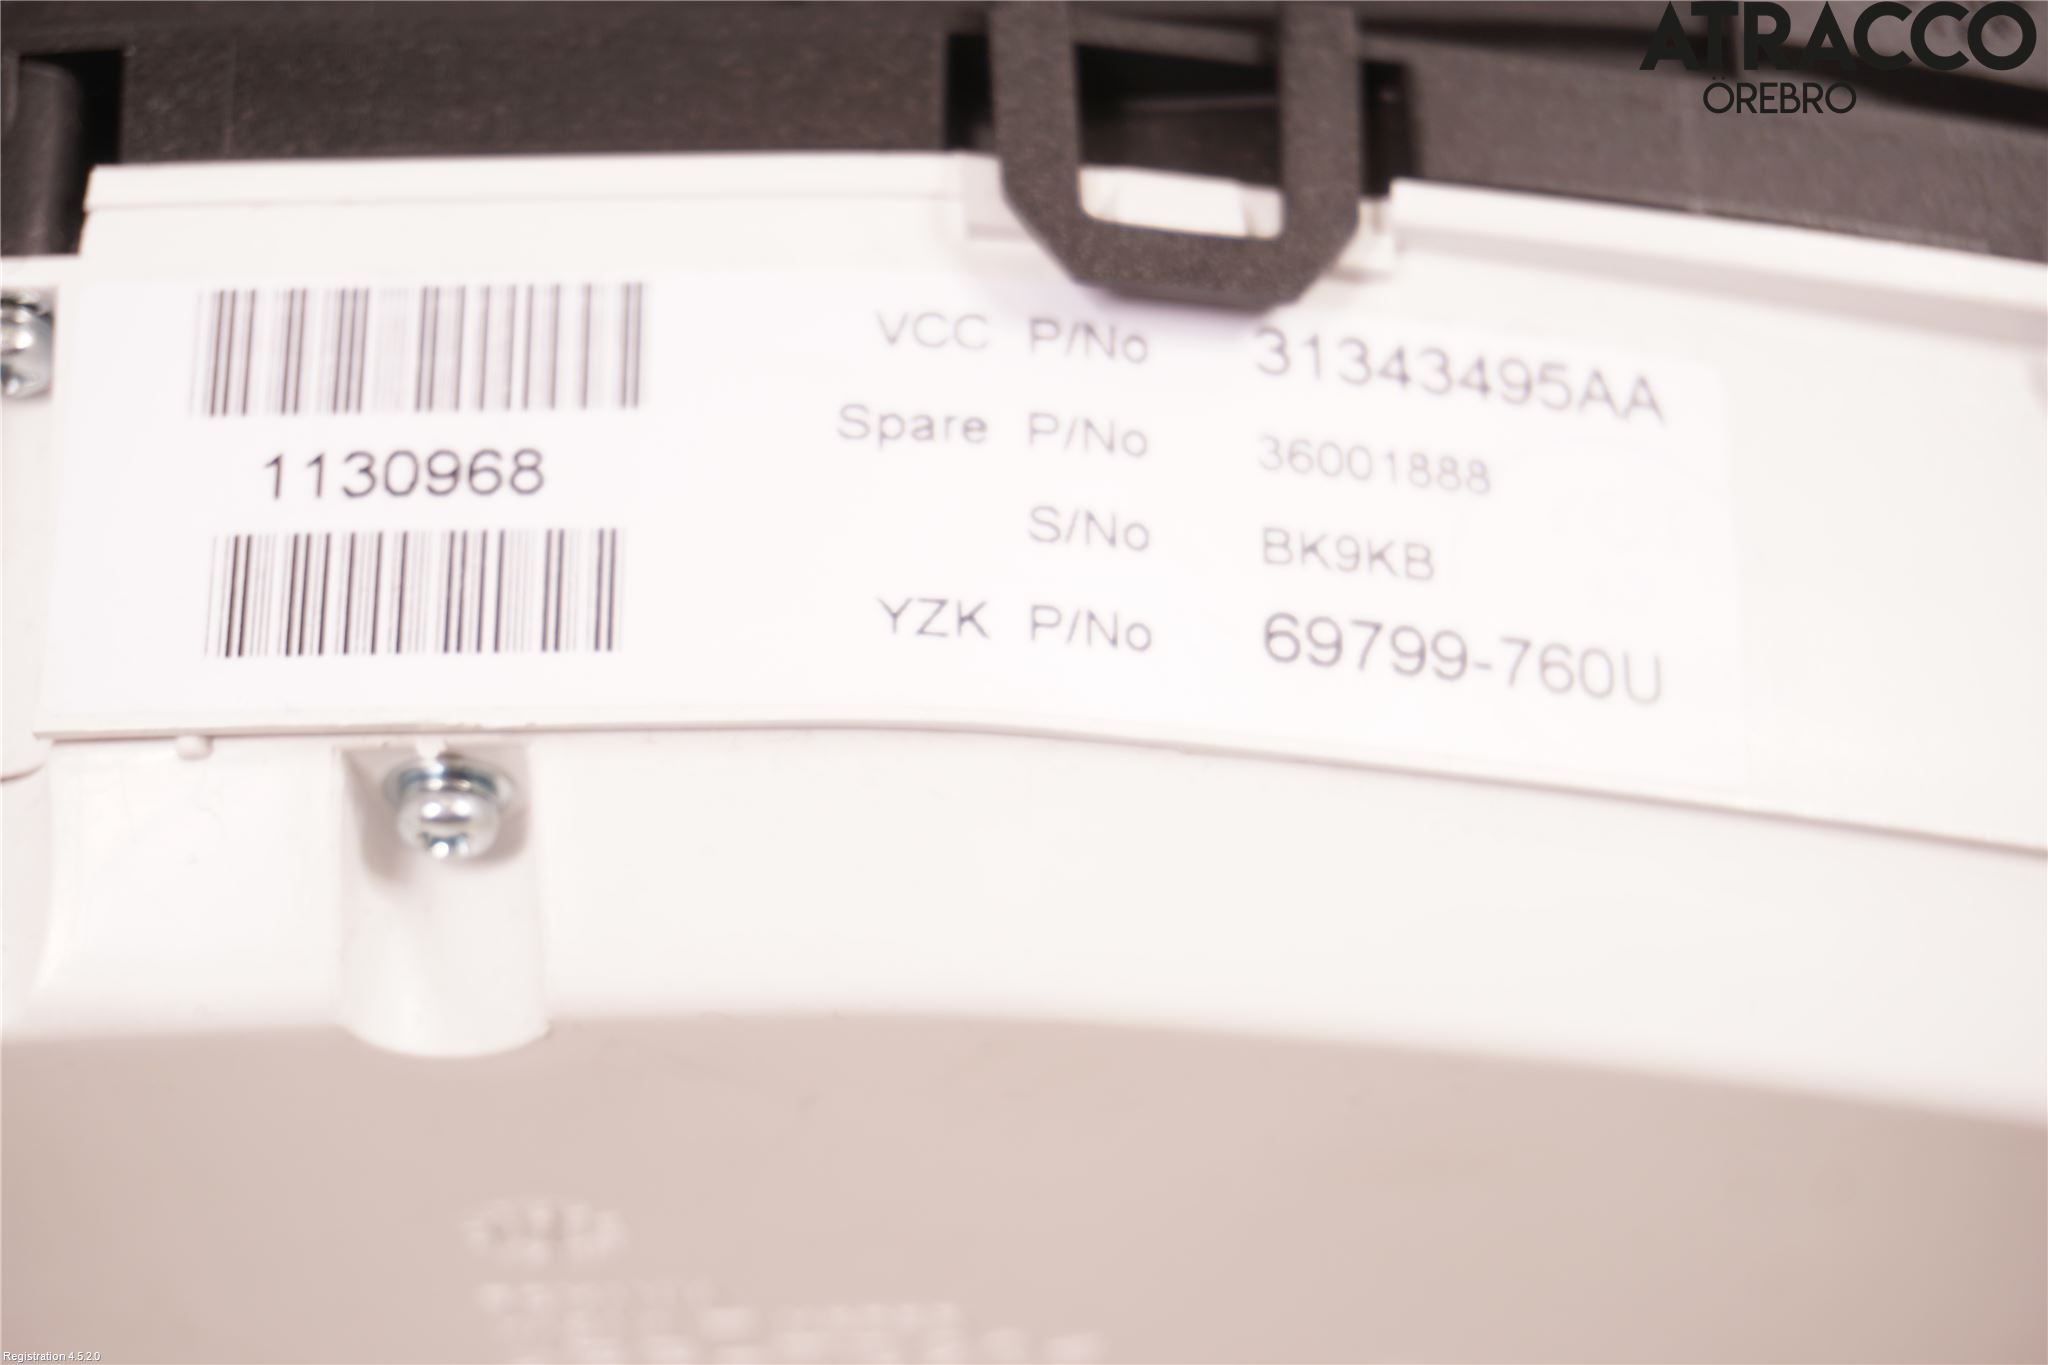 ATRACCO
ÖREBRO
1130968
VCC P/No 31343495AA
Spare P/No 36001888
S/No BK9KB
YZK P/No 69799-760U
Registration 4.5.2.0